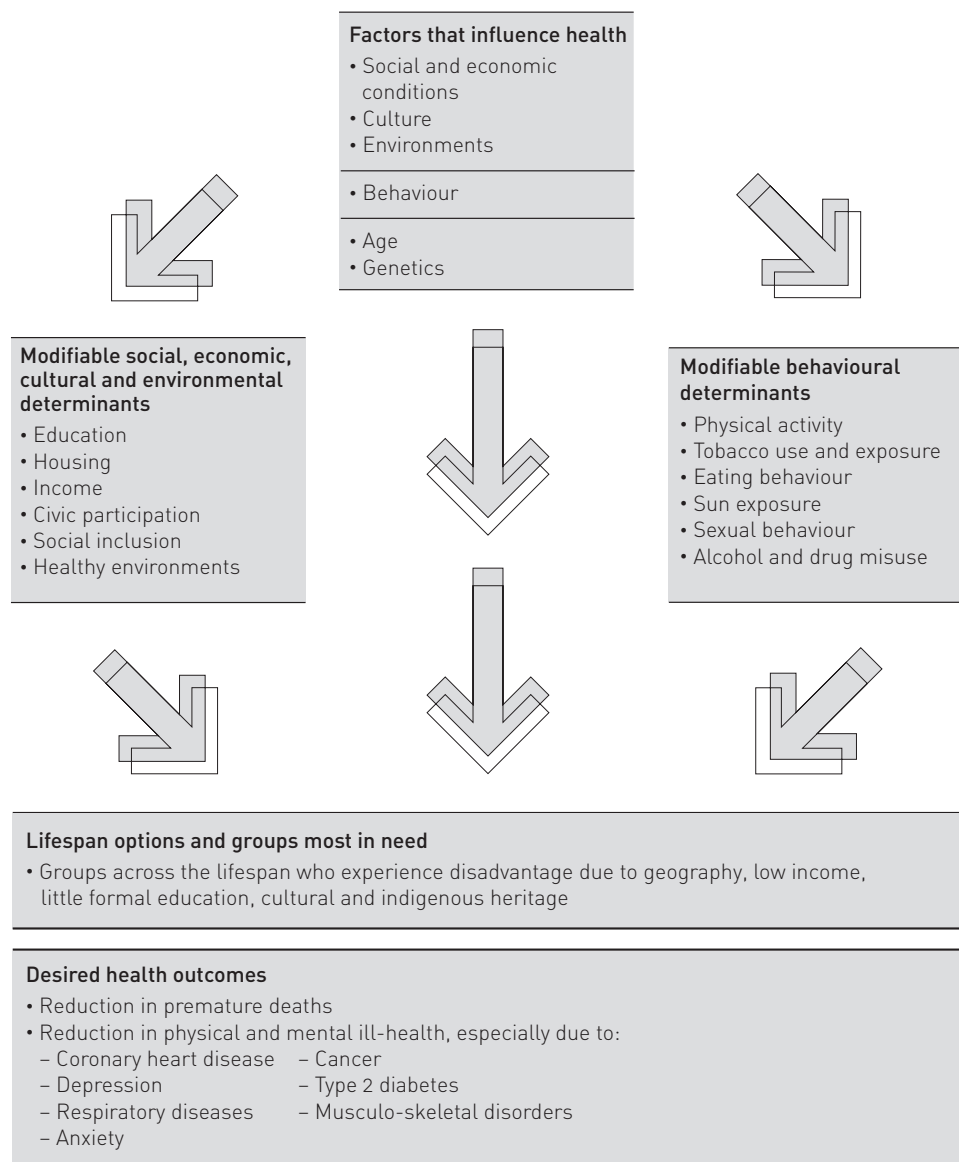 Factors that influence health
• Social and economic
conditions
• Culture
• Environments
• Behaviour
• Age
• Genetics
Modifiable social, economic,
cultural and environmental
determinants
• Education
• Housing
• Income
• Civic participation
• Social inclusion
• Healthy environments
Modifiable behavioural
determinants
• Physical activity
• Tobacco use and exposure
• Eating behaviour
• Sun exposure
• Sexual behaviour
• Alcohol and drug misuse
Lifespan options and groups most in need
• Groups across the lifespan who experience disadvantage due to geography, low income,
little formal education, cultural and indigenous heritage
Desired health outcomes
• Reduction in premature deaths
• Reduction in physical and mental ill-health, especially due to:
– Coronary heart disease – Cancer
– Depression – Type 2 diabetes
– Respiratory diseases – Musculo-skeletal disorders
– Anxiety